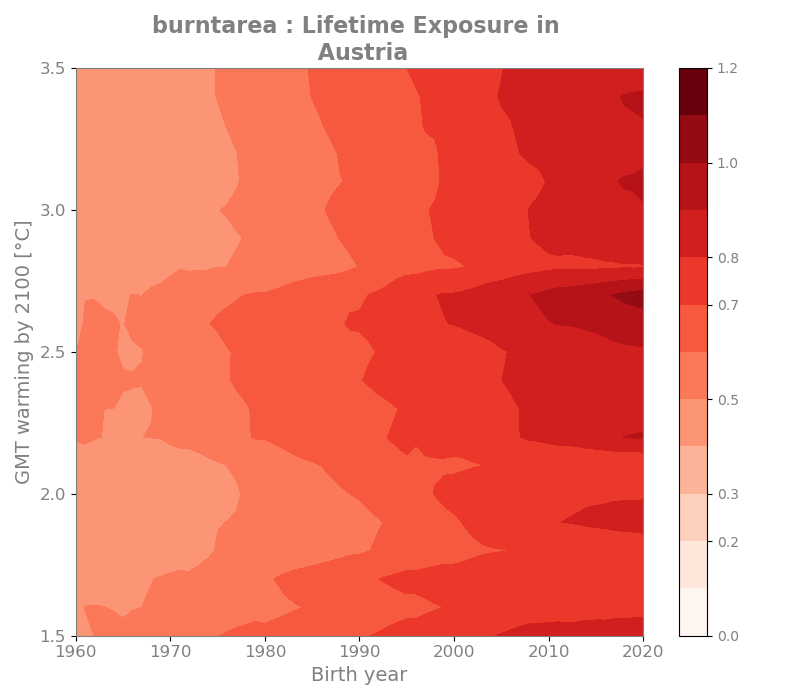 burntarea : Lifetime Exposure in
Austria
3.5
3.0
2.5
2.0
1.5
GMT warming by 2100 [°C]
1960 1970 1980 1990 2000 2010 2020
Birth year
1.2
1.0
0.8
0.7
0.5
0.3
0.2
0.0